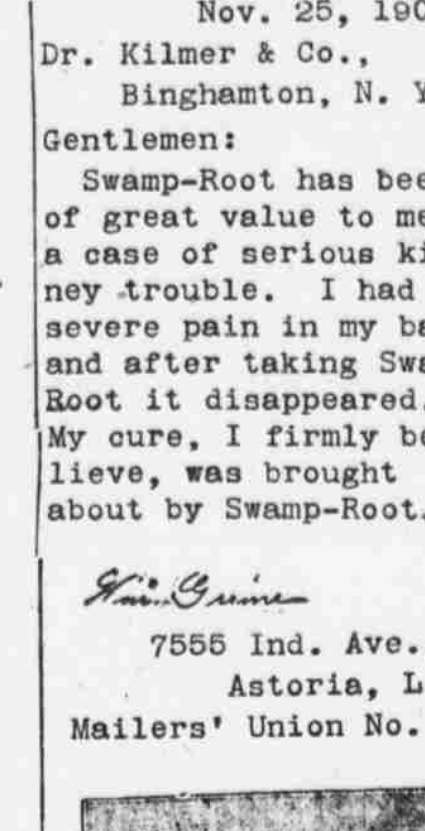 Nov. 25, 190
Dr. Kilmer & Co.,
Binghamton, N. Y
Gentlemen:
Swamp-Root has bee
of great value to me
a case of serious ki
ney trouble. I had
severe pain in my ba
and after taking Swa
Root it disappeared.
My cure, I firmly be
lieve, was brought
about by Swamp-Root.
7555 Ind. Ave.
Astoria, L
Mailers' Union No.